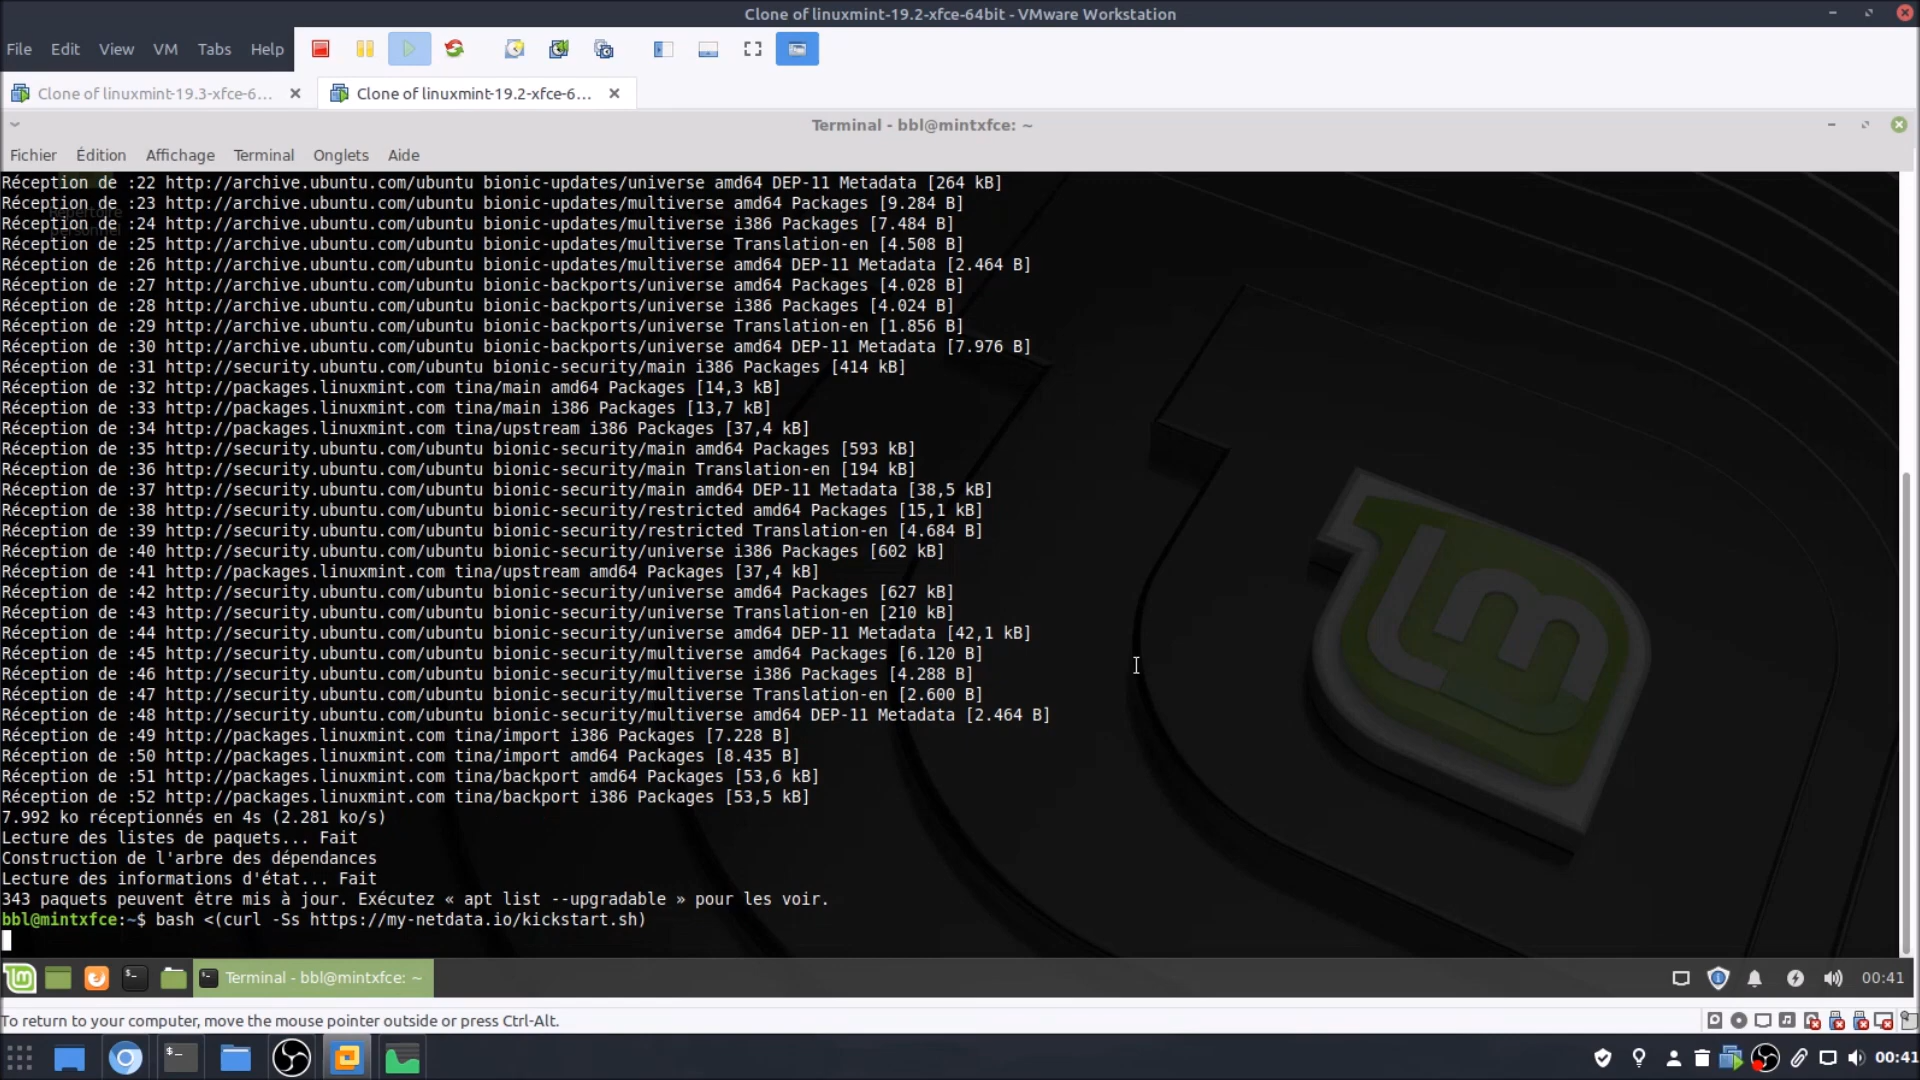 Clone of linuxmint-19.2-xfce-64bit - VMware Workstation
File Edit View VM Tabs Help
Clone of linuxmint-19.3-xfce-6... Clone of linuxmint-19.2-xfce-6...
Terminal - bbl@mintxfce: ~
Fichier Édition Affichage Terminal Onglets Aide
Réception de :22 http://archive.ubuntu.com/ubuntu bionic-updates/universe amd64 DEP-11 Metadata [264 kB]
Réception de :23 http://archive.ubuntu.com/ubuntu bionic-updates/multiverse amd64 Packages [9.284 B]
Réception de :24 http://archive.ubuntu.com/ubuntu bionic-updates/multiverse i386 Packages [7.484 B]
Réception de :25 http://archive.ubuntu.com/ubuntu bionic-updates/multiverse Translation-en [4.508 B]
Réception de :26 http://archive.ubuntu.com/ubuntu bionic-updates/multiverse amd64 DEP-11 Metadata [2.464 B]
Réception de :27 http://archive.ubuntu.com/ubuntu bionic-backports/universe amd64 Packages [4.028 B]
Réception de :28 http://archive.ubuntu.com/ubuntu bionic-backports/universe i386 Packages [4.024 B]
Réception de :29 http://archive.ubuntu.com/ubuntu bionic-backports/universe Translation-en [1.856 B]
Réception de :30 http://archive.ubuntu.com/ubuntu bionic-backports/universe amd64 DEP-11 Metadata [7.976 B]
Réception de :31 http://security.ubuntu.com/ubuntu bionic-security/main i386 Packages [414 kB]
Réception de :32 http://packages.linuxmint.com tina/main amd64 Packages [14,3 kB]
Réception de :33 http://packages.linuxmint.com tina/main i386 Packages [13,7 kB]
Réception de :34 http://packages.linuxmint.com tina/upstream i386 Packages [37,4 kB]
Réception de :35 http://security.ubuntu.com/ubuntu bionic-security/main amd64 Packages [593 kB]
Réception de :36 http://security.ubuntu.com/ubuntu bionic-security/main Translation-en [194 kB]
Réception de :37 http://security.ubuntu.com/ubuntu bionic-security/main amd64 DEP-11 Metadata [38,5 kB]
Réception de :38 http://security.ubuntu.com/ubuntu bionic-security/restricted amd64 Packages [15,1 kB]
Réception de :39 http://security.ubuntu.com/ubuntu bionic-security/restricted Translation-en [4.684 B]
Réception de :40 http://security.ubuntu.com/ubuntu bionic-security/universe i386 Packages [602 kB]
Réception de :41 http://packages.linuxmint.com tina/upstream amd64 Packages [37,4 kB]
Réception de :42 http://security.ubuntu.com/ubuntu bionic-security/universe amd64 Packages [627 kB]
Réception de :43 http://security.ubuntu.com/ubuntu bionic-security/universe Translation-en [210 kB]
Réception de :44 http://security.ubuntu.com/ubuntu bionic-security/universe amd64 DEP-11 Metadata [42,1 kB]
Réception de :45 http://security.ubuntu.com/ubuntu bionic-security/multiverse amd64 Packages [6.120 B]
Réception de :46 http://security.ubuntu.com/ubuntu bionic-security/multiverse i386 Packages [4.288 B]
Réception de :47 http://security.ubuntu.com/ubuntu bionic-security/multiverse Translation-en [2.600 B]
Réception de :48 http://security.ubuntu.com/ubuntu bionic-security/multiverse amd64 DEP-11 Metadata [2.464 B]
Réception de :49 http://packages.linuxmint.com tina/import i386 Packages [7.228 B]
Réception de :50 http://packages.linuxmint.com tina/import amd64 Packages [8.435 B]
Réception de :51 http://packages.linuxmint.com tina/backport amd64 Packages [53,6 kB]
Réception de :52 http://packages.linuxmint.com tina/backport i386 Packages [53,5 kB]
7.992 ko réceptionnés en 4s (2.281 ko/s)
Lecture des listes de paquets... Fait
Construction de l'arbre des dépendances
Lecture des informations d'état... Fait
343 paquets peuvent être mis à jour. Exécutez « apt list --upgradable » pour les voir.
bbl@mintxfce:~$ bash <(curl -Ss https://my-netdata.io/kickstart.sh)
Terminal - bbl@mintxfce: ~ 00:41
To return to your computer, move the mouse pointer outside or press Ctrl-Alt.
00:41